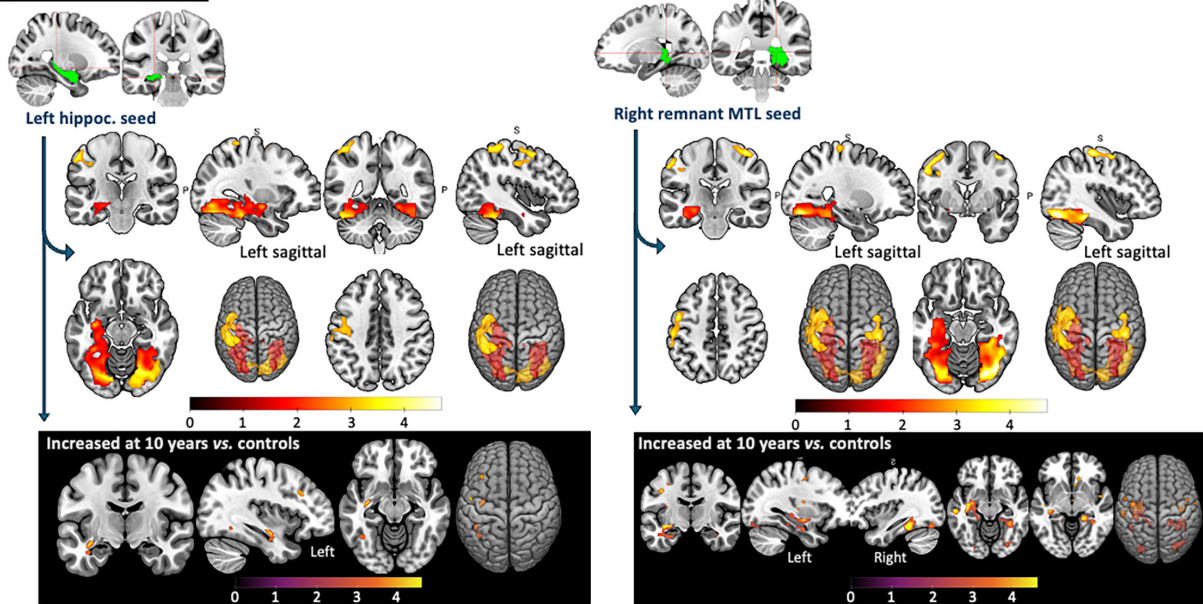 Left hippoc. seed
S
P
P
S
Left sagittal
Left sagittal
0 1 2 3 4
Increased at 10 years vs. controls
Left
0 1 2 3 4
Right remnant MTL seed
S
P
P
S
Left sagittal
Left sagittal
0 1 2 3 4
Increased at 10 years vs. controls
S
Left
Right
0 1 2 3 4